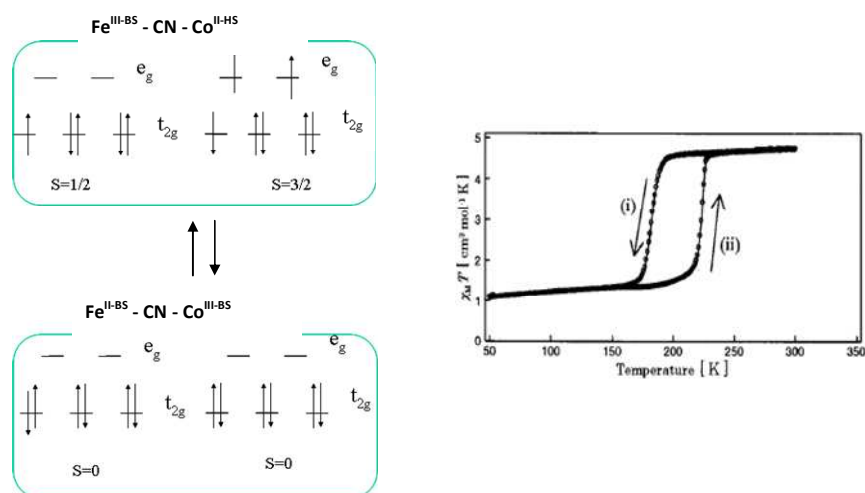 Fe^III-BS - CN - Co^II-HS
e_g e_g
t_2g t_2g
S=1/2 S=3/2
Fe^II-BS - CN - Co^III-BS
e_g e_g
t_2g t_2g
S=0 S=0
5
4
3
2
1
0
χ_M T [ cm³ mol⁻¹ K]
(i)
(ii)
50 100 150 200 250 300 350
Temperature [ K]